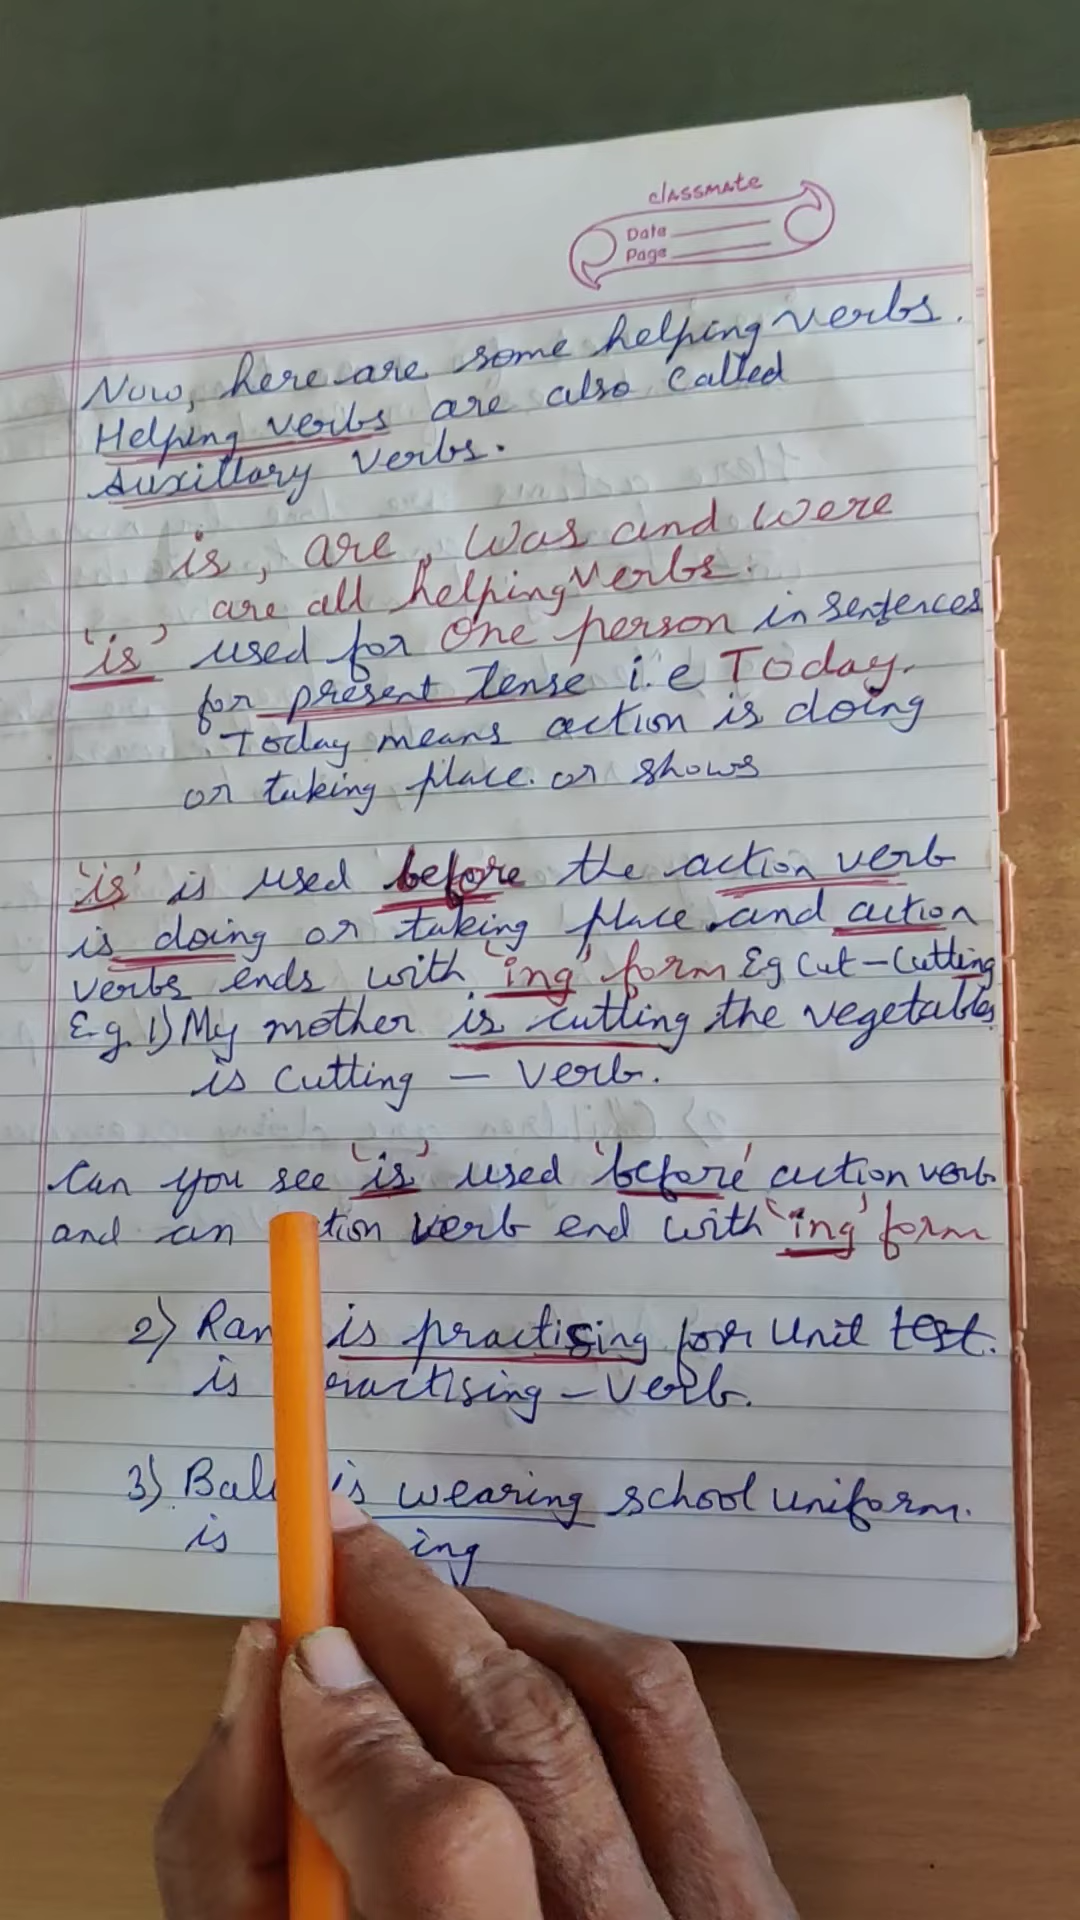 classmate
Date
Page
Now, here are some helping verbs.
Helping verbs are also called
Auxillary verbs.
is, are, was and were
are all helping verbs.
'is' used for one person in sentences
for present tense i.e Today.
Today means action is doing
or taking place. or shows
'is' is used before the action verb
is doing or taking place and action
verbs ends with 'ing' form Eg Cut-Cutting
Eg. 1) My mother is cutting the vegetables
is cutting - verb.
Can you see 'is' used 'before' action verb
and an verb end with 'ing' form
2) is practising for unit test.
is - verb.
3) is wearing school uniform.
is ing